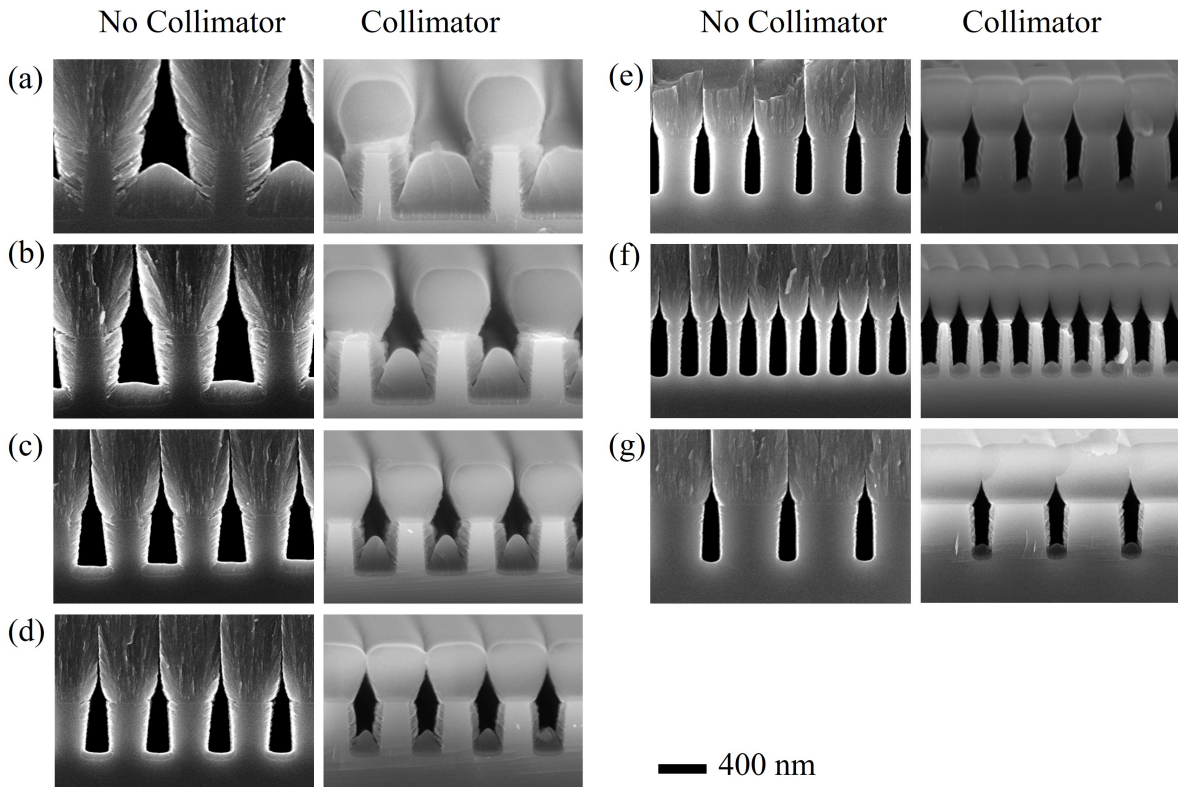 No Collimator Collimator No Collimator Collimator
(a)
(b)
(c)
(d)
(e)
(f)
(g)
400 nm